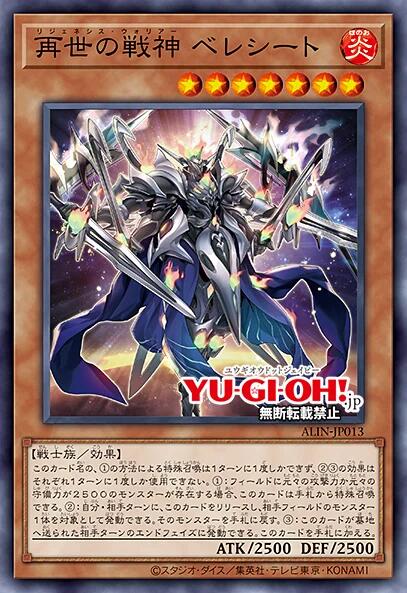 リジェネシス・ウォリアー
再世の戦神 ベレシート
ほのお
炎
ユウギオウドットジェイピー
YU-GI-OH!.jp
無断転載禁止
ALIN-JP013
【戦士族／効果】
このカード名の、①の方法による特殊召喚は1ターンに1度しかできず、②③の効果は
それぞれ1ターンに1度しか使用できない。①：フィールドに元々の攻撃力か元々の
守備力が2500のモンスターが存在する場合、このカードは手札から特殊召喚
できる。②：自分・相手ターンに、このカードをリリースし、相手フィールドのモンスター
1体を対象として発動できる。そのモンスターを手札に戻す。③：このカードが墓地
へ送られた相手ターンのエンドフェイズに発動できる。このカードを手札に加える。
ATK/2500 DEF/2500
©スタジオ・ダイス／集英社・テレビ東京・KONAMI